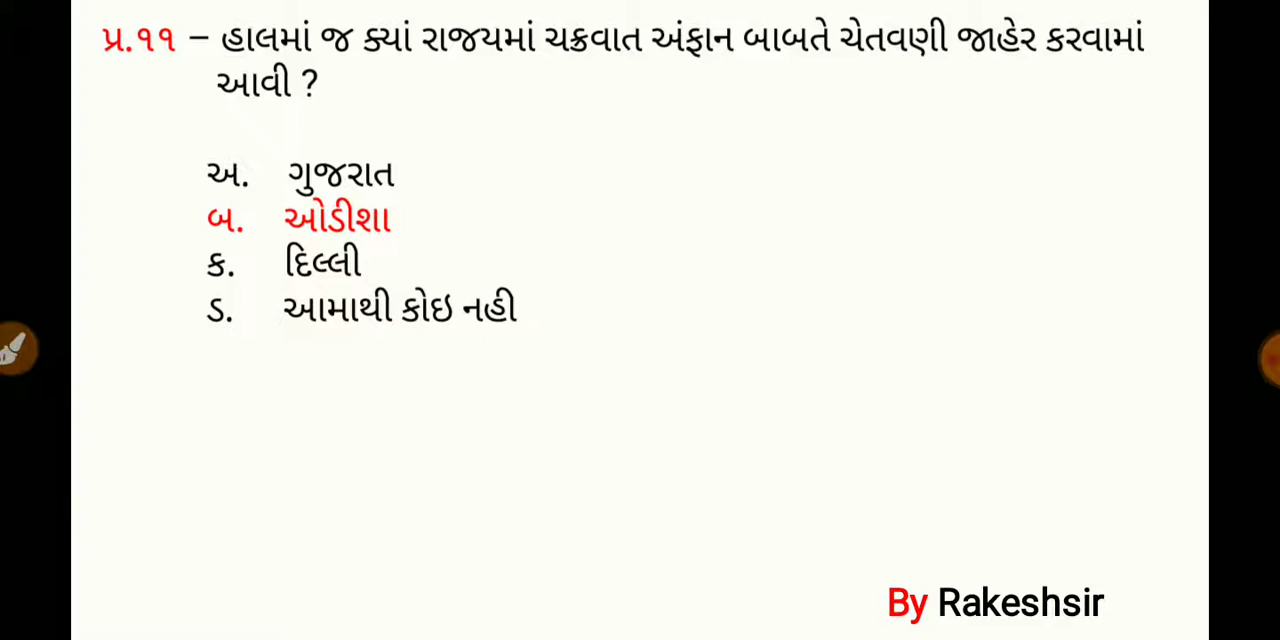 પ્ર.૧૧ – હાલમાં જ ક્યાં રાજયમાં ચક્રવાત અંફાન બાબતે ચેતવણી જાહેર કરવામાં
આવી ?
અ. ગુજરાત
બ. ઓડીશા
ક. દિલ્લી
ડ. આમાથી કોઇ નહી
By Rakeshsir